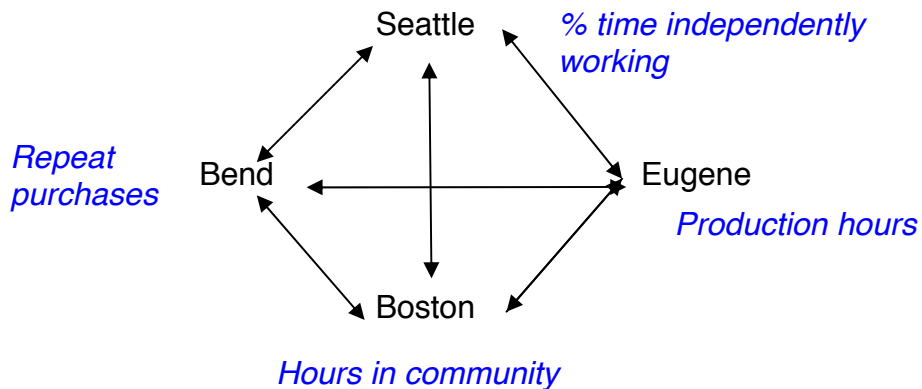 Seattle
% time independently
working
Repeat
purchases
Bend
Eugene
Production hours
Boston
Hours in community